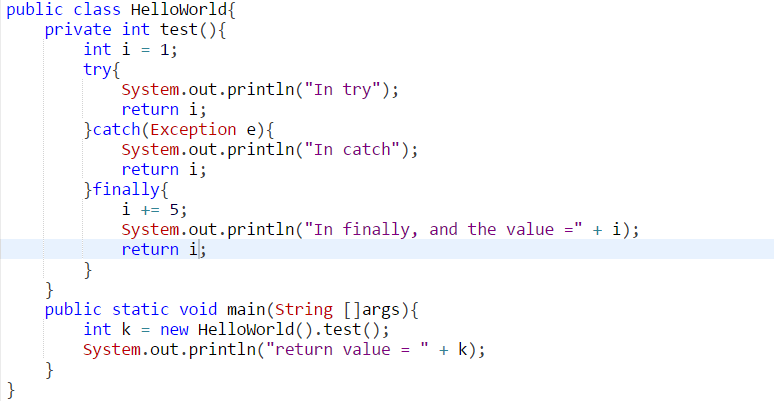 public class HelloWorld{
    private int test(){
        int i = 1;
        try{
            System.out.println("In try");
            return i;
        }catch(Exception e){
            System.out.println("In catch");
            return i;
        }finally{
            i += 5;
            System.out.println("In finally, and the value =" + i);
            return i;
        }
    }
    public static void main(String []args){
        int k = new HelloWorld().test();
        System.out.println("return value = " + k);
    }
}